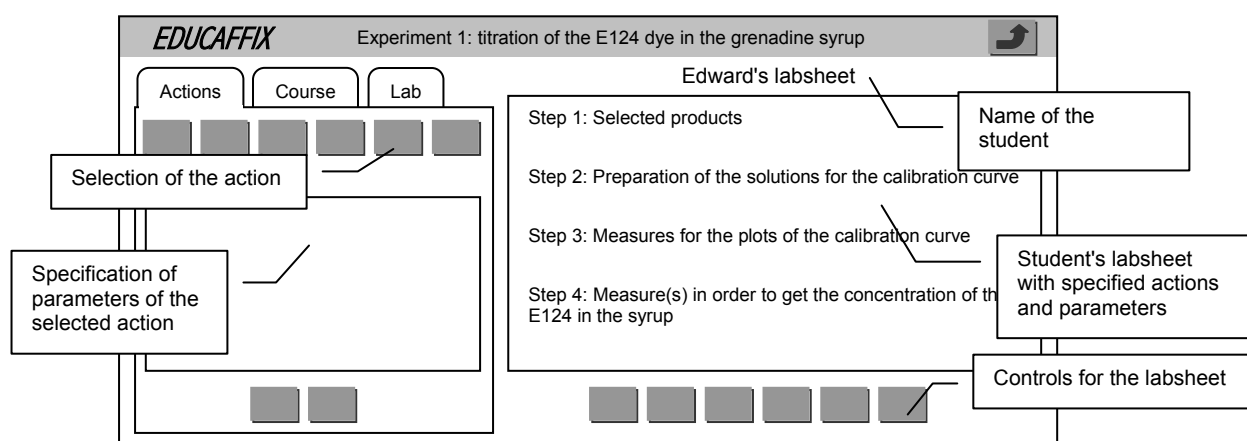 EDUCAFFIX
Experiment 1: titration of the E124 dye in the grenadine syrup
Actions
Course
Lab
Selection of the action
Specification of
parameters of the
selected action
Edward's labsheet
Step 1: Selected products
Step 2: Preparation of the solutions for the calibration curve
Step 3: Measures for the plots of the calibration curve
Step 4: Measure(s) in order to get the concentration of
E124 in the syrup
Name of the
student
Student's labsheet
with specified actions
and parameters
Controls for the labsheet